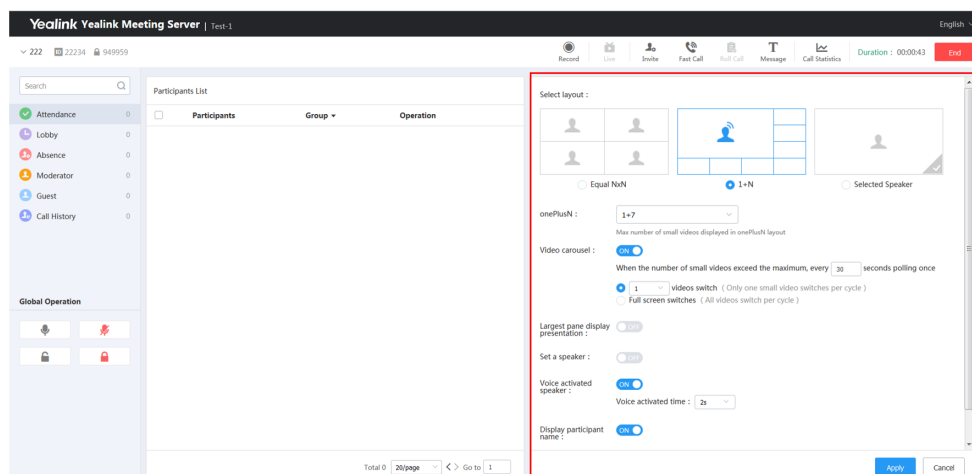 Yealink Yealink Meeting Server | Test-1 English
222 22234 949959 Record Live Invite Fast Call Roll Call Message Call Statistics Duration : 00:00:43 End
Search
Attendance 0
Lobby 0
Absence 0
Moderator 0
Guest 0
Call History 0
Global Operation
Participants List
Participants Group Operation
Total 0 20/page < > Go to 1
Select layout :
Equal NxN 1+N Selected Speaker
onePlusN : 1+7
Max number of small videos displayed in onePlusN layout
Video carousel : ON
When the number of small videos exceed the maximum, every 30 seconds polling once
1 videos switch ( Only one small video switches per cycle )
Full screen switches ( All videos switch per cycle )
Largest pane display presentation : OFF
Set a speaker : OFF
Voice activated speaker : ON
Voice activated time : 2s
Display participant name : ON
Apply Cancel